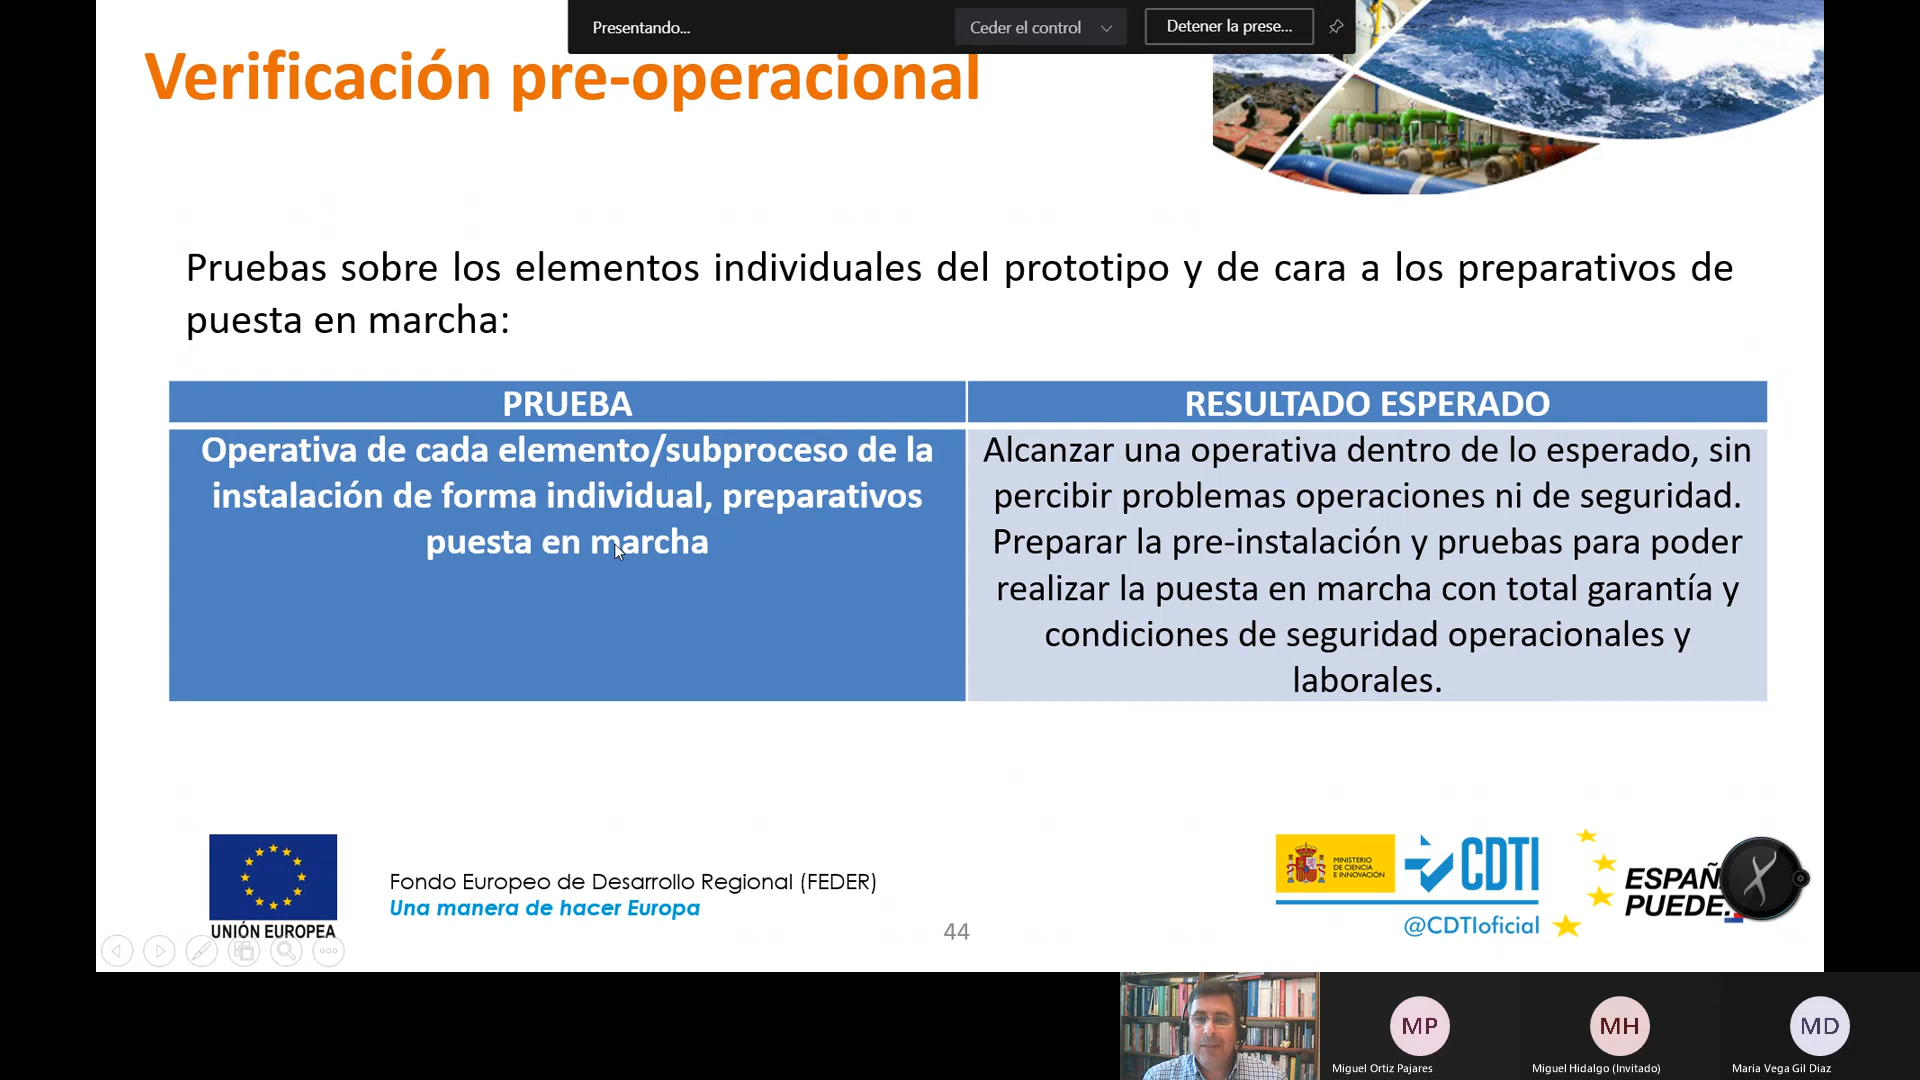 Presentando...
Ceder el control
Detener la prese...
Verificación pre-operacional
Pruebas sobre los elementos individuales del prototipo y de cara a los preparativos de
puesta en marcha:
PRUEBA
RESULTADO ESPERADO
Operativa de cada elemento/subproceso de la
instalación de forma individual, preparativos
puesta en marcha
Alcanzar una operativa dentro de lo esperado, sin
percibir problemas operaciones ni de seguridad.
Preparar la pre-instalación y pruebas para poder
realizar la puesta en marcha con total garantía y
condiciones de seguridad operacionales y
laborales.
UNIÓN EUROPEA
Fondo Europeo de Desarrollo Regional (FEDER)
Una manera de hacer Europa
44
MINISTERIO
DE CIENCIA
E INNOVACIÓN
CDTI
@CDTIoficial
ESPAÑ
PUEDE.
MP
MH
MD
Miguel Ortiz Pajares
Miguel Hidalgo (Invitado)
Maria Vega Gil Diaz